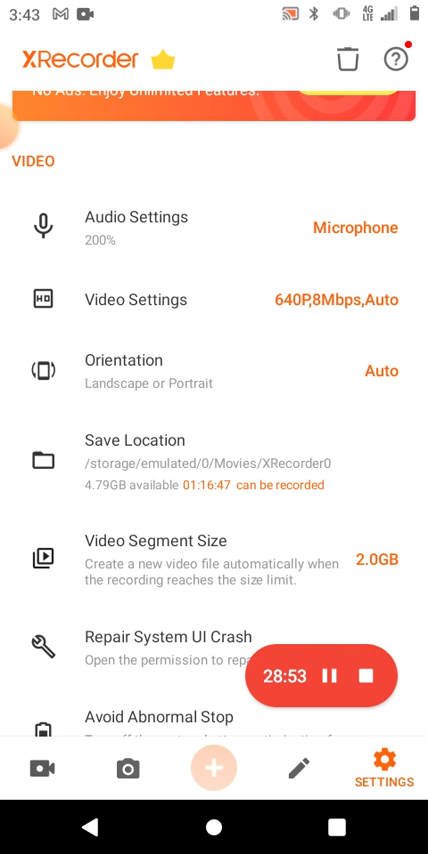 3:43
4G
LTE
XRecorder
No Ads. Enjoy Unlimited Features.
VIDEO
Audio Settings
200%
Microphone
HD
Video Settings
640P,8Mbps,Auto
Orientation
Landscape or Portrait
Auto
Save Location
/storage/emulated/0/Movies/XRecorder0
4.79GB available 01:16:47 can be recorded
Video Segment Size
Create a new video file automatically when
the recording reaches the size limit.
2.0GB
Repair System UI Crash
Open the permission to
28:53
Avoid Abnormal Stop
SETTINGS